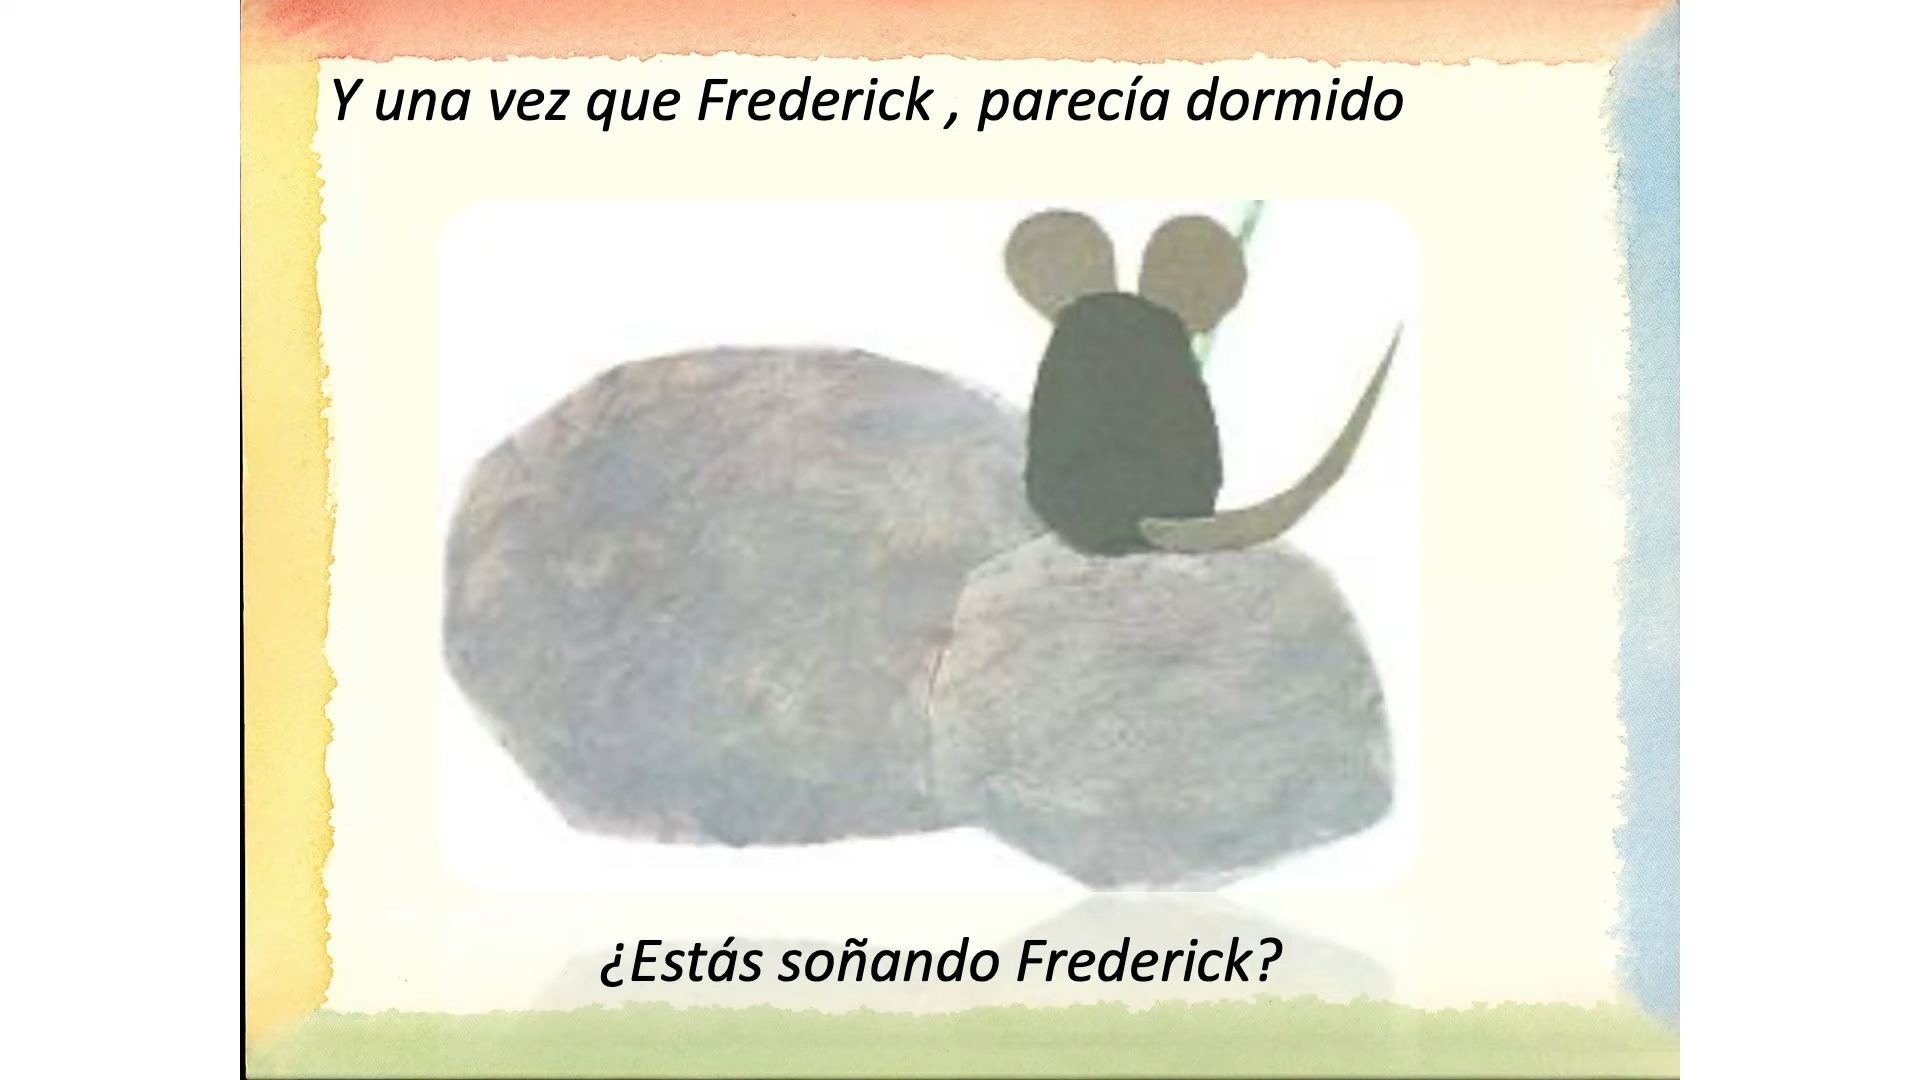 Y una vez que Frederick , parecía dormido
¿Estás soñando Frederick?